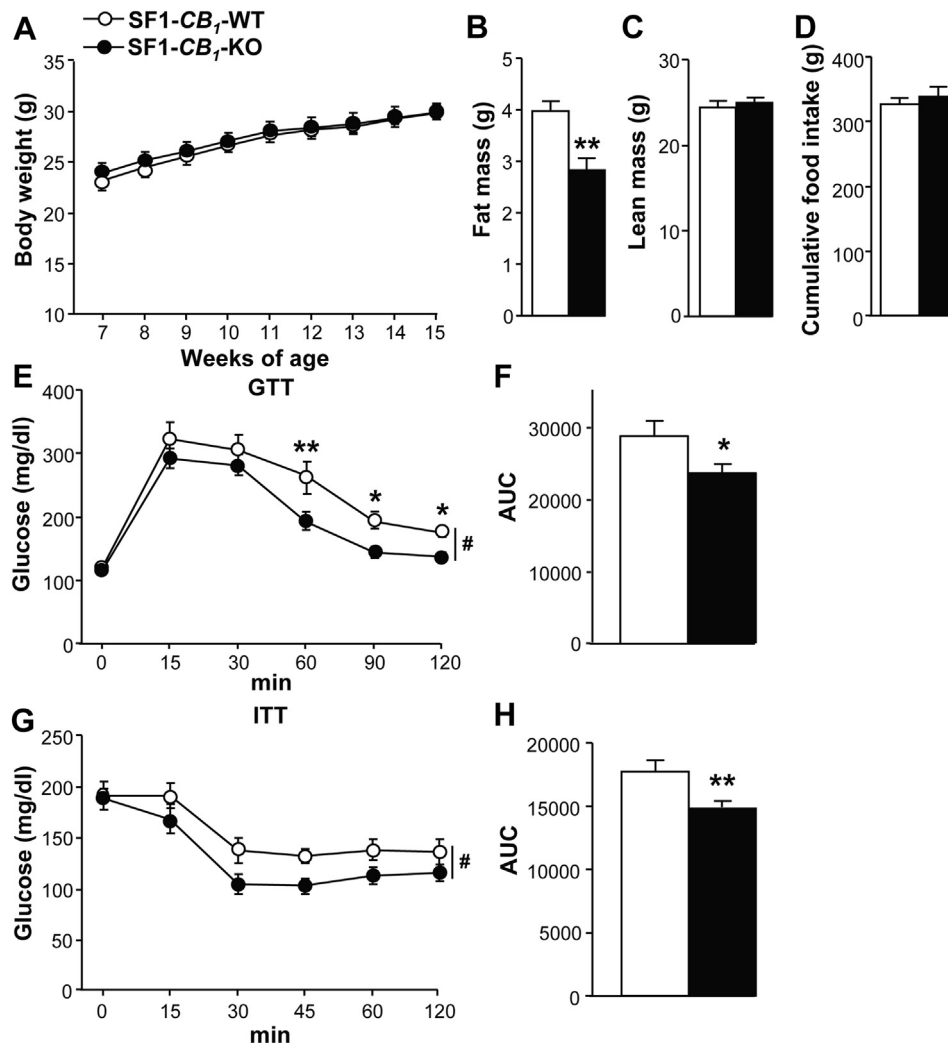 SF1-CB₁-WT
SF1-CB₁-KO
A
Body weight (g)
35
30
25
20
15
10
7 8 9 10 11 12 13 14 15
Weeks of age
B
Fat mass (g)
5
4
3
2
1
0
**
C
Lean mass (g)
30
20
10
0
D
Cumulative food intake (g)
400
300
200
100
0
E
GTT
Glucose (mg/dl)
400
300
200
100
0
** * *
#
0 15 30 60 90 120
min
F
AUC
30000
20000
10000
0
*
G
ITT
Glucose (mg/dl)
250
200
150
100
50
0
#
0 15 30 45 60 120
min
H
AUC
20000
15000
10000
5000
0
**